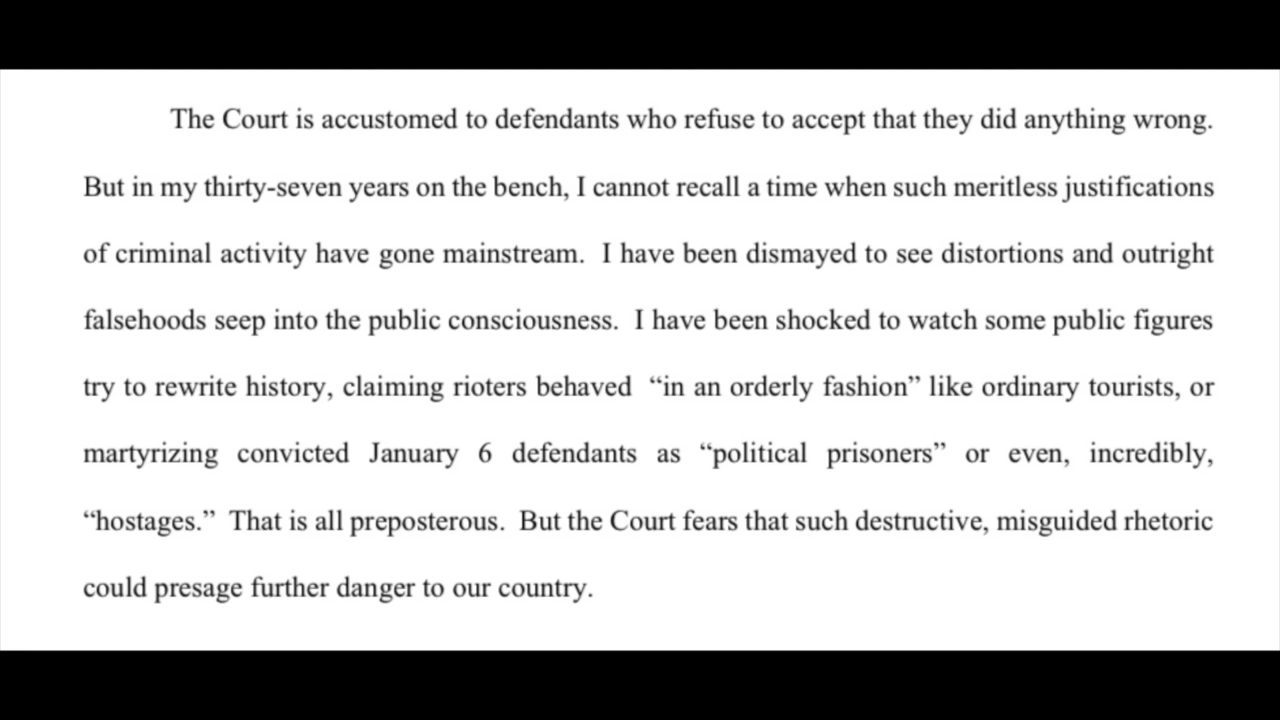 The Court is accustomed to defendants who refuse to accept that they did anything wrong.
But in my thirty-seven years on the bench, I cannot recall a time when such meritless justifications
of criminal activity have gone mainstream. I have been dismayed to see distortions and outright
falsehoods seep into the public consciousness. I have been shocked to watch some public figures
try to rewrite history, claiming rioters behaved “in an orderly fashion” like ordinary tourists, or
martyrizing convicted January 6 defendants as “political prisoners” or even, incredibly,
“hostages.” That is all preposterous. But the Court fears that such destructive, misguided rhetoric
could presage further danger to our country.